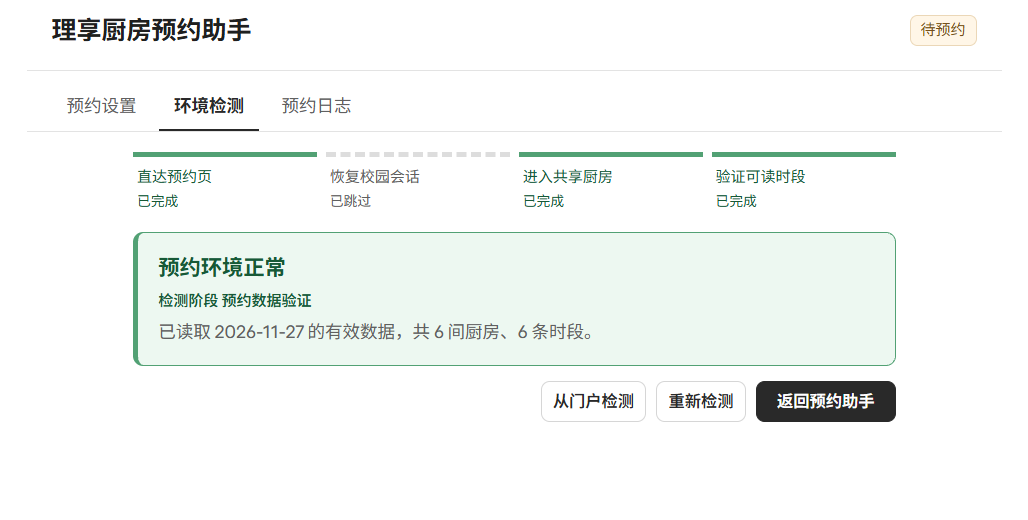 理享厨房预约助手
待预约
预约设置
环境检测
预约日志
直达预约页
恢复校园会话
进入共享厨房
验证可读时段
已完成
已跳过
已完成
已完成
预约环境正常
检测阶段 预约数据验证
已读取 2026-11-27 的有效数据，共 6 间厨房、6 条时段。
从门户检测
重新检测
返回预约助手